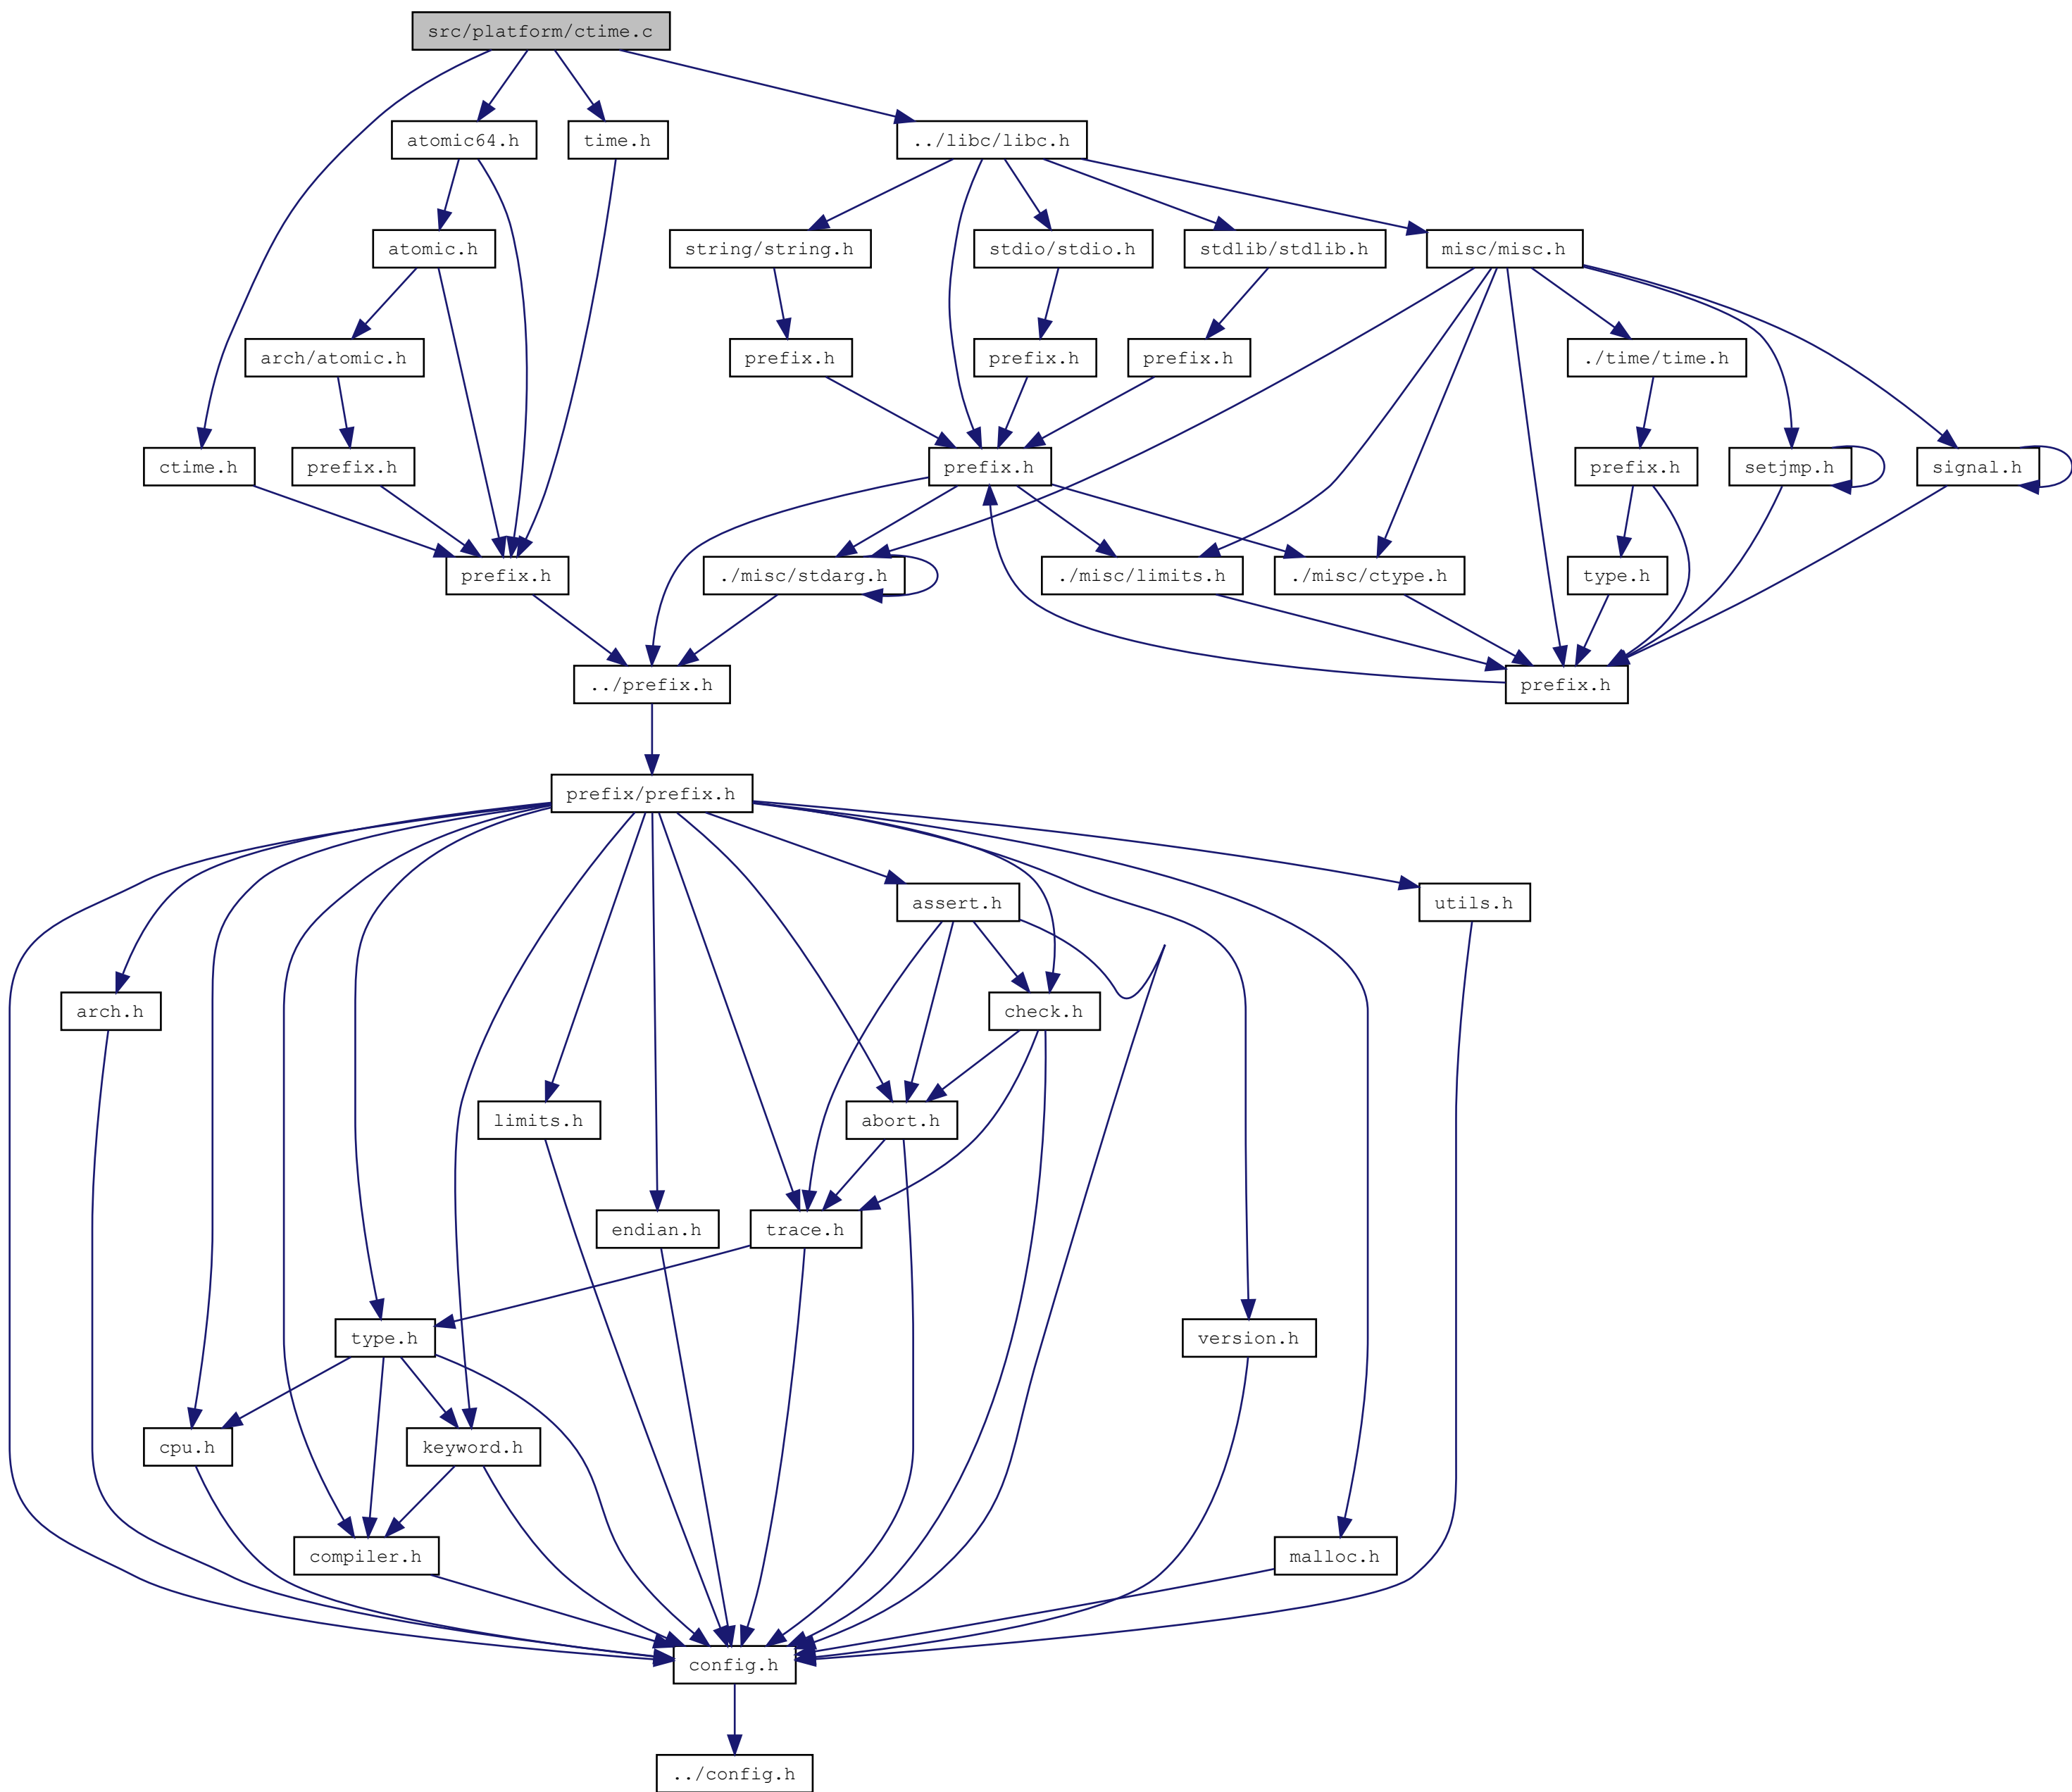 src/platform/ctime.c
atomic64.h
time.h
../libc/libc.h
atomic.h
string/string.h
stdio/stdio.h
stdlib/stdlib.h
misc/misc.h
arch/atomic.h
prefix.h
prefix.h
prefix.h
./time/time.h
ctime.h
prefix.h
prefix.h
prefix.h
setjmp.h
signal.h
prefix.h
./misc/stdarg.h
./misc/limits.h
./misc/ctype.h
type.h
../prefix.h
prefix.h
prefix/prefix.h
assert.h
utils.h
arch.h
check.h
limits.h
abort.h
endian.h
trace.h
type.h
version.h
cpu.h
keyword.h
compiler.h
malloc.h
config.h
../config.h